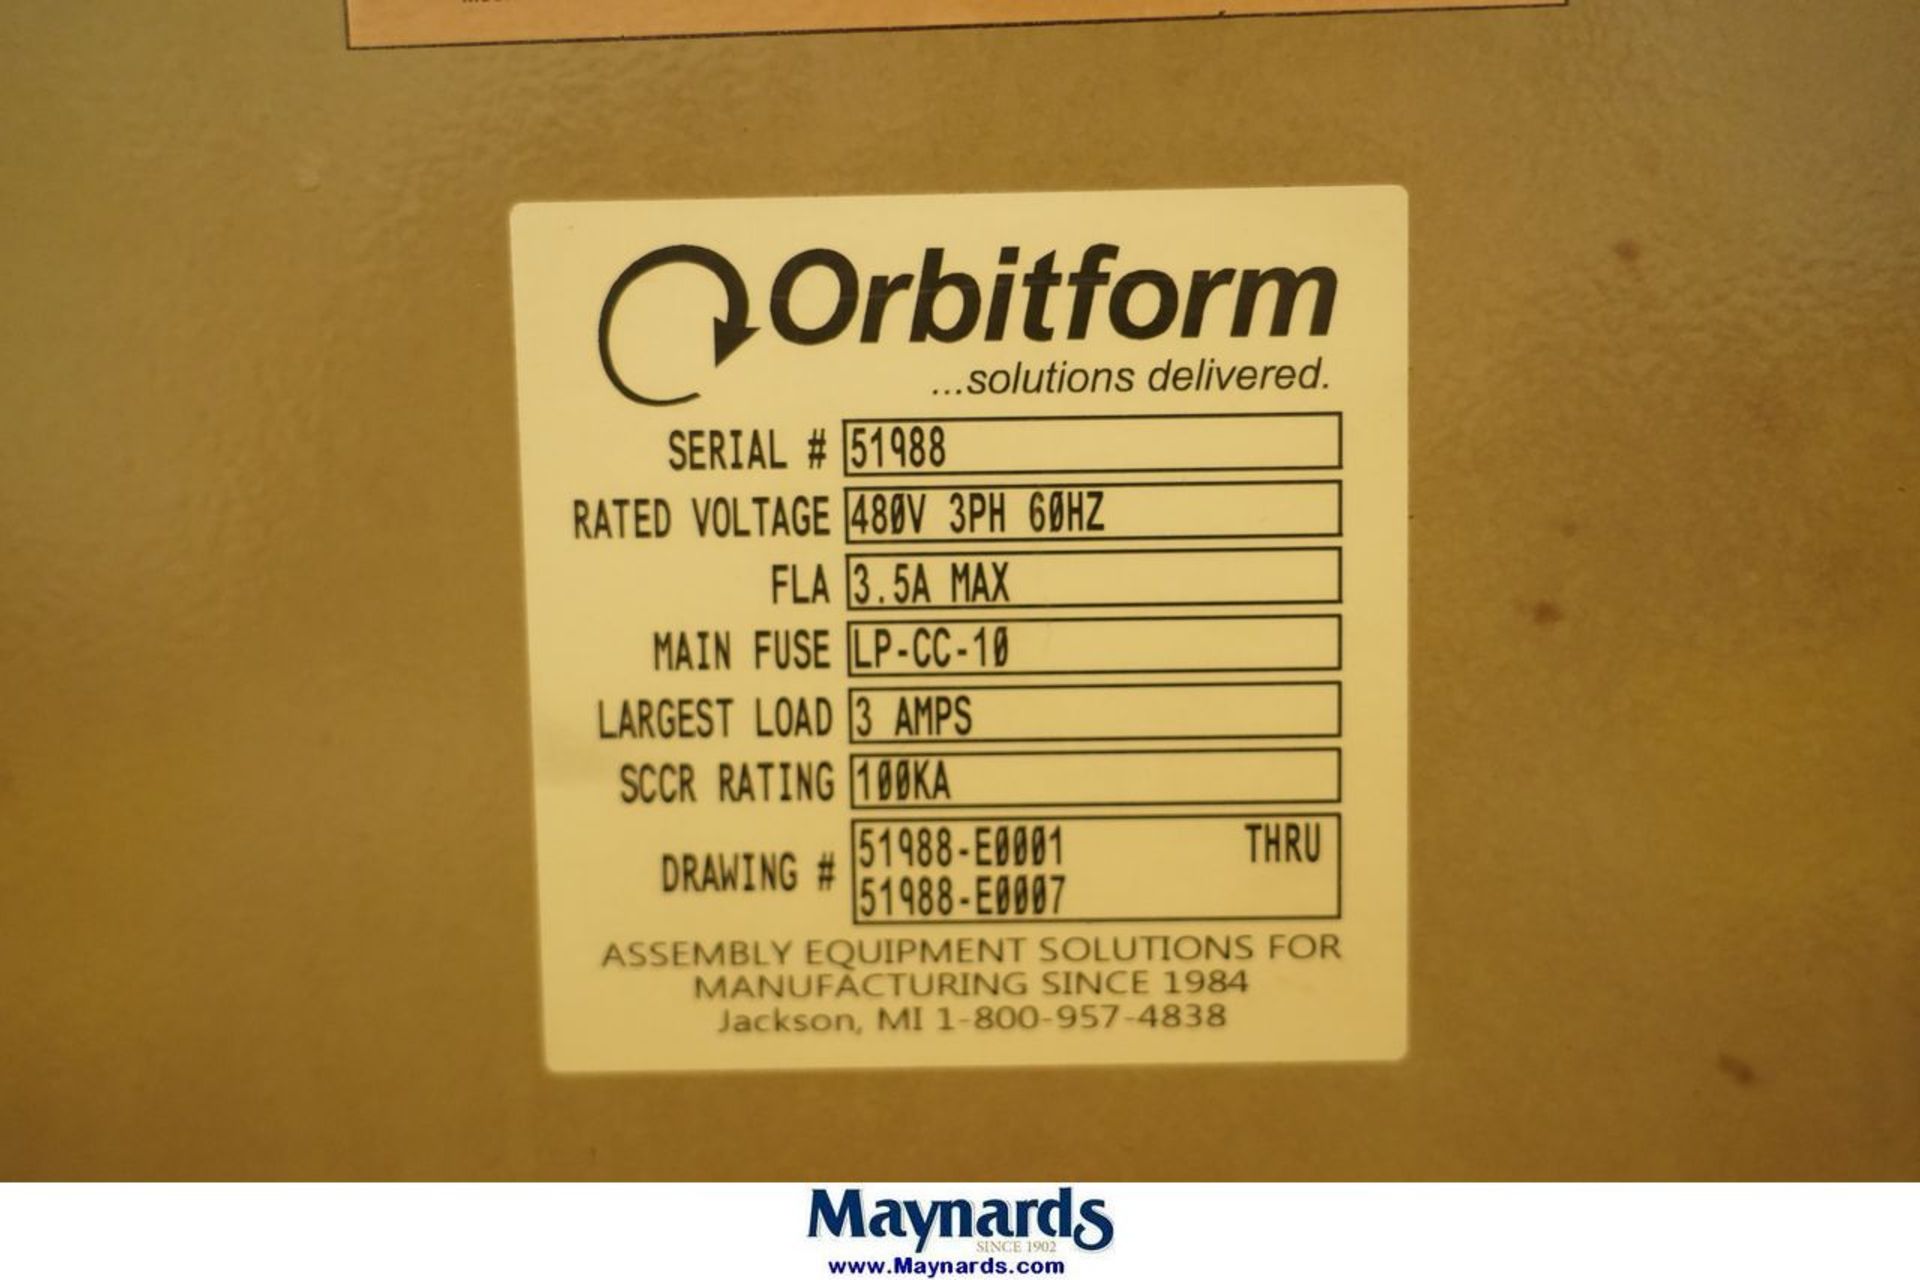 Orbitform
...solutions delivered.
SERIAL # 51988
RATED VOLTAGE 480V 3PH 60HZ
FLA 3.5A MAX
MAIN FUSE LP-CC-10
LARGEST LOAD 3 AMPS
SCCR RATING 100KA
DRAWING # 51988-E0001 THRU
51988-E0007
ASSEMBLY EQUIPMENT SOLUTIONS FOR
MANUFACTURING SINCE 1984
Jackson, MI 1-800-957-4838
Maynards
SINCE 1902
www.Maynards.com